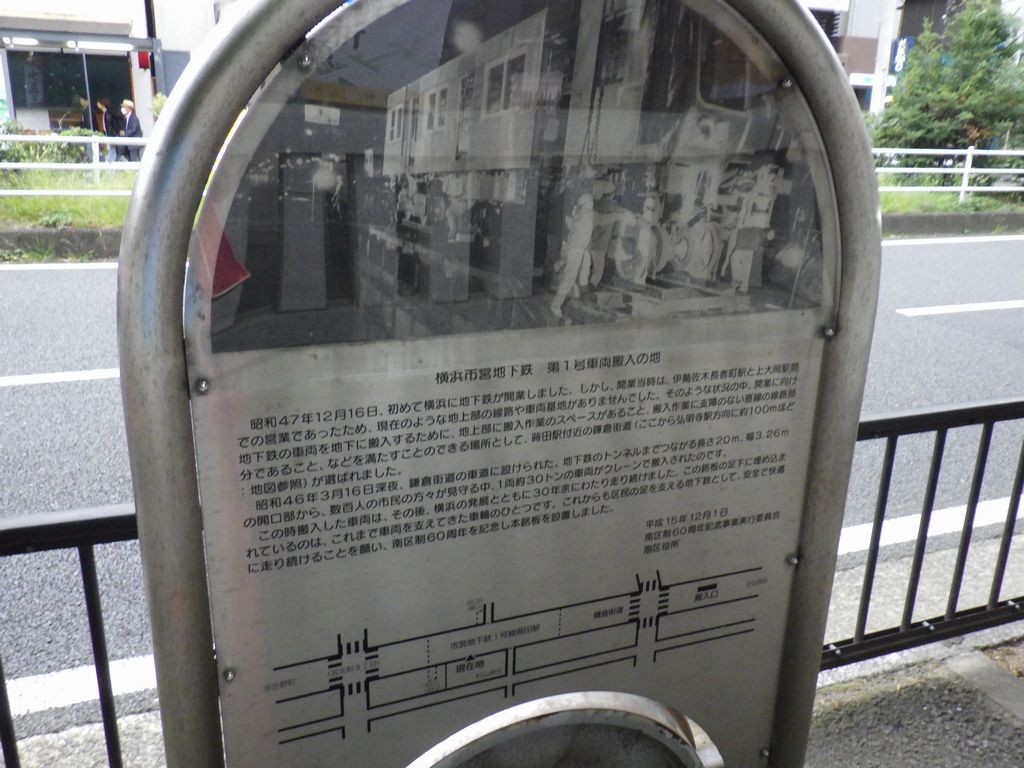 横浜市営地下鉄　第1号車両搬入の地
昭和47年12月16日、初めて横浜に地下鉄が開業しました。しかし、開業当時は、伊勢佐木長者町駅と上大岡駅間
での営業であったため、現在のような地上部の線路や車両基地がありませんでした。そのような状況の中、開業に向け
地下鉄の車両を地下に搬入するために、地上部に搬入作業のスペースがあること、搬入作業に支障のない直線の線路部
分であること、などを満たすことのできる場所として、蒔田駅付近の鎌倉街道（ここから弘明寺駅方向に約100mほど
：地図参照）が選ばれました。
昭和46年3月16日深夜、鎌倉街道の車道に設けられた、地下鉄のトンネルまでつながる長さ20m、幅3.26m
の開口部から、数百人の市民の方々が見守る中、1両約30トンの車両がクレーンで搬入されたのです。
この時搬入した車両は、その後、横浜の発展とともに30年余にわたり走り続けました。この銘板の足下に埋め込ま
れているのは、これまで車両を支えてきた車輪のひとつです。これからも区民の足を支える地下鉄として、安全で快適
に走り続けることを願い、南区制60周年を記念し本銘板を設置しました。
平成15年12月1日
南区制60周年記念事業実行委員会
南区役所
搬入口
鎌倉街道
市営地下鉄1号線蒔田駅
現在地
至吉野町